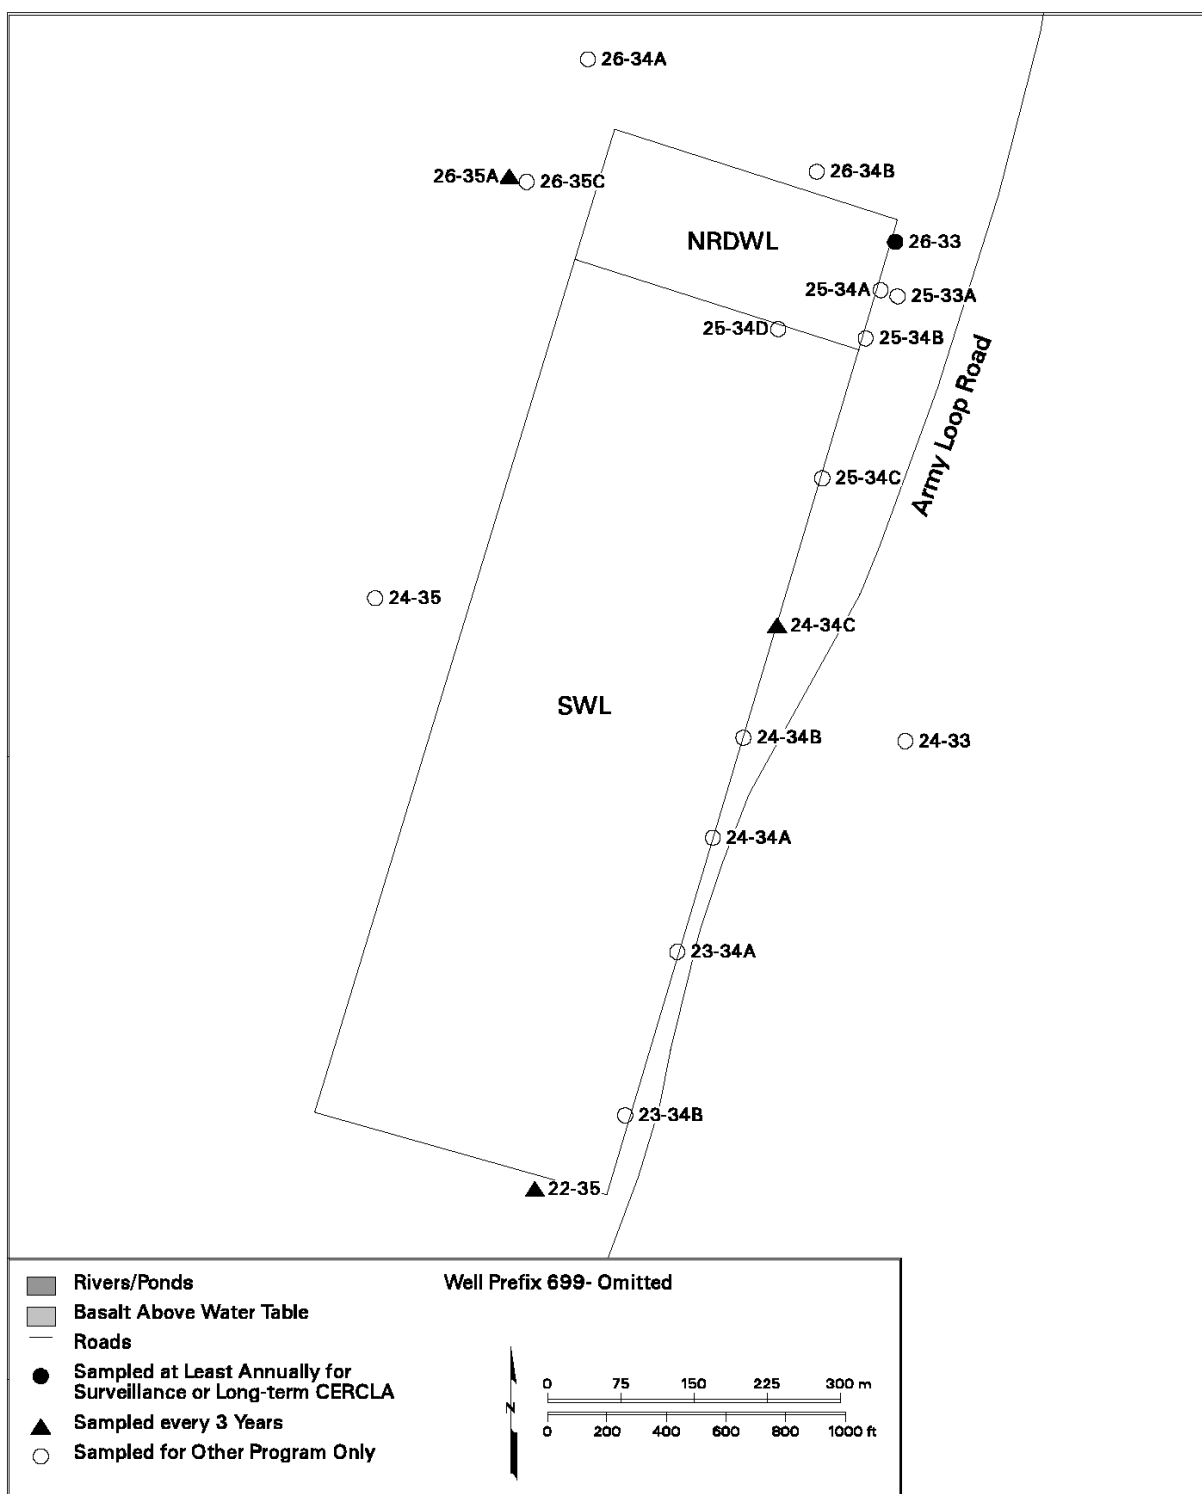 26-34A
26-35A
26-35C
26-34B
NRDWL
26-33
25-34A
25-33A
25-34D
25-34B
Army Loop Road
25-34C
24-35
24-34C
SWL
24-34B
24-33
24-34A
23-34A
23-34B
22-35
Rivers/Ponds
Well Prefix 699- Omitted
Basalt Above Water Table
Roads
Sampled at Least Annually for
Surveillance or Long-term CERCLA
Sampled every 3 Years
Sampled for Other Program Only
N
0 75 150 225 300 m
0 200 400 600 800 1000 ft